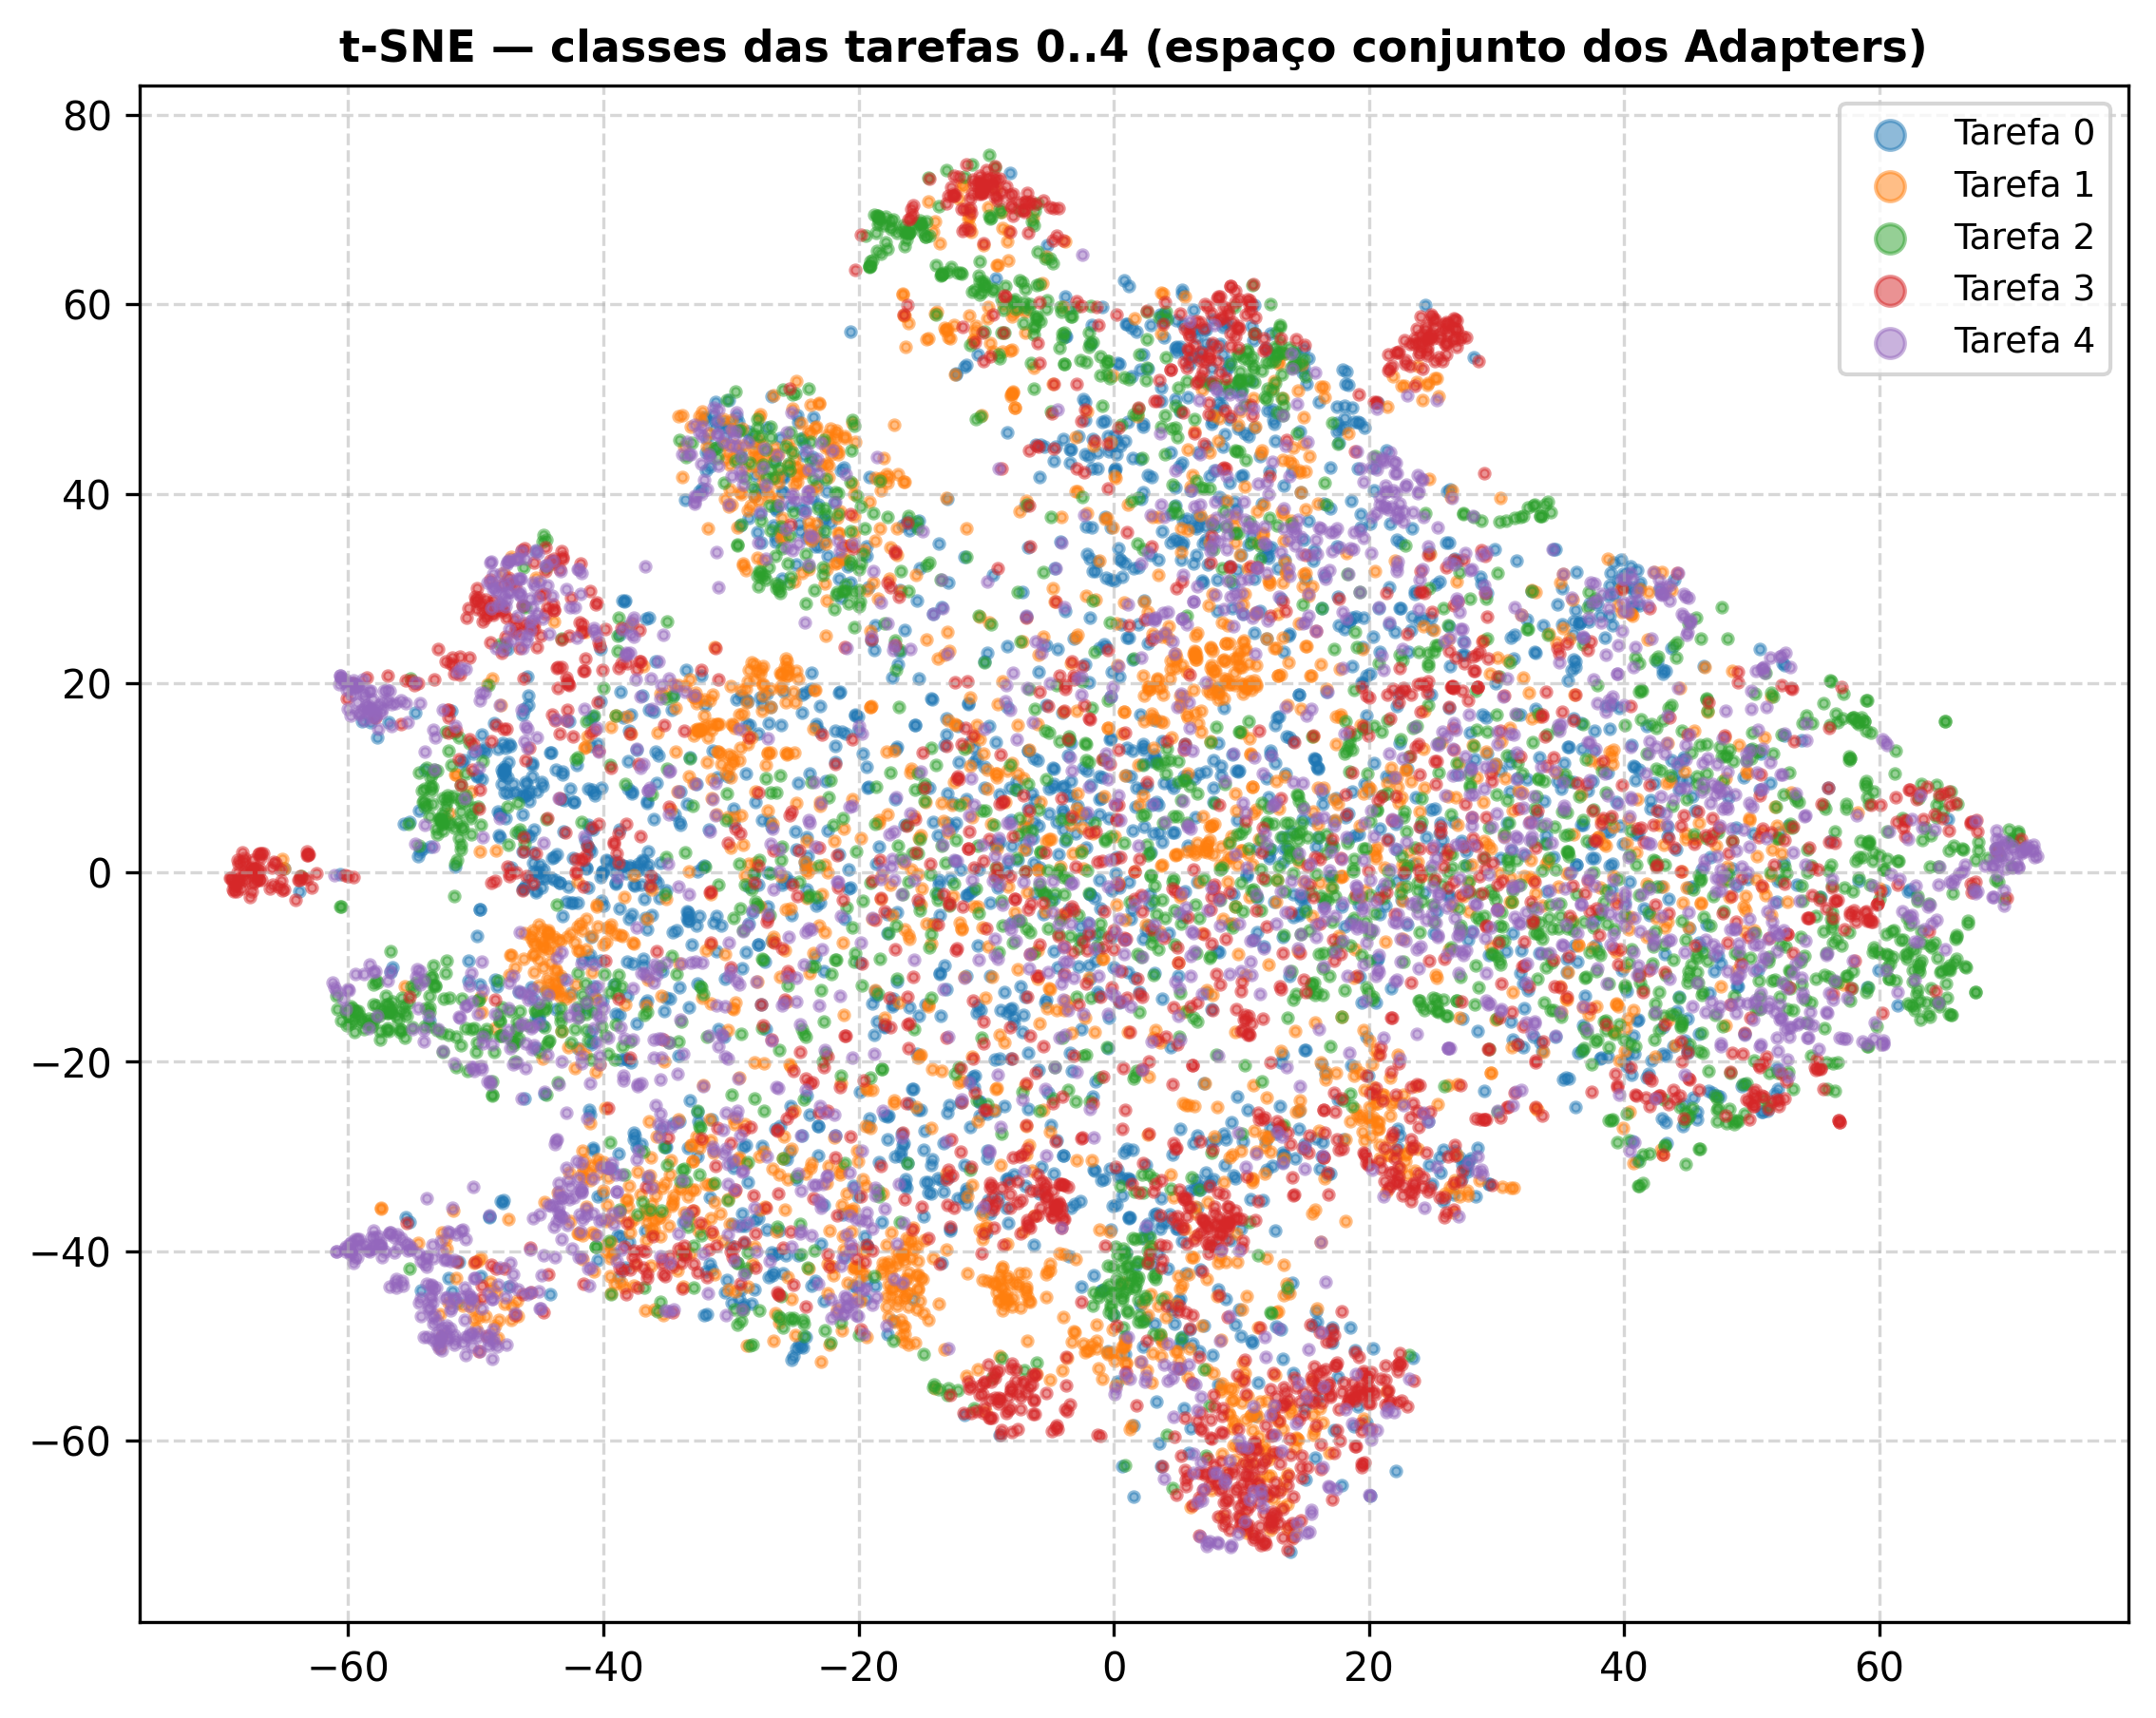 t-SNE — classes das tarefas 0..4 (espaço conjunto dos Adapters)
80
60
40
20
0
−20
−40
−60
Tarefa 0
Tarefa 1
Tarefa 2
Tarefa 3
Tarefa 4
−60 −40 −20 0 20 40 60